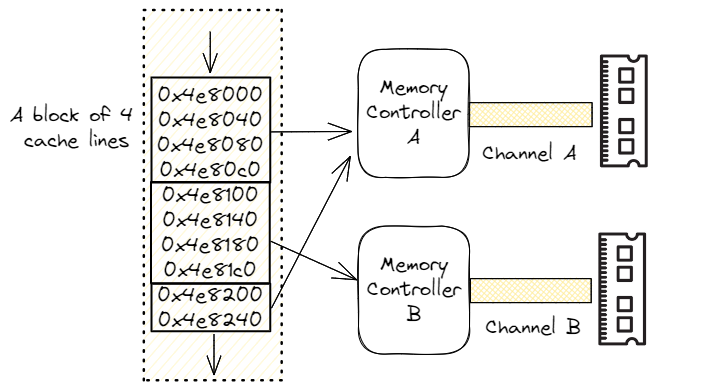 A block of 4
cache lines
0x4e8000
0x4e8040
0x4e8080
0x4e80c0
0x4e8100
0x4e8140
0x4e8180
0x4e81c0
0x4e8200
0x4e8240
Memory
Controller
A
Channel A
Memory
Controller
B
Channel B